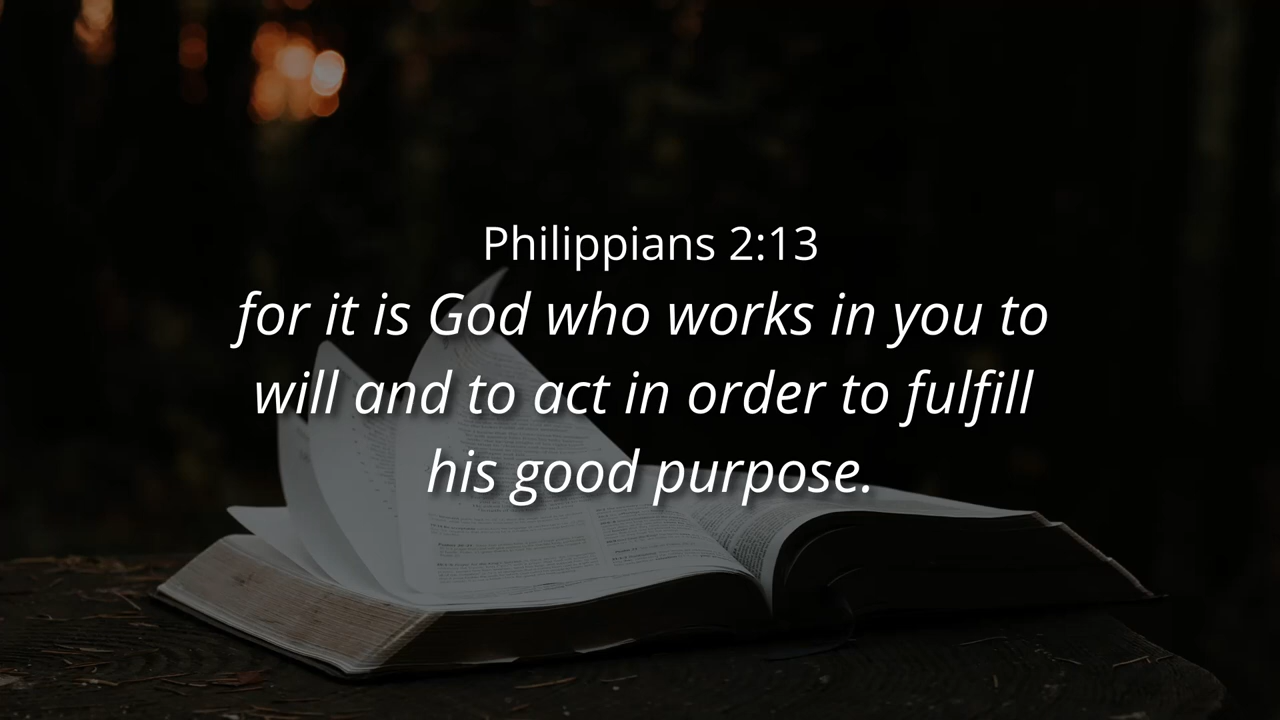 Philippians 2:13
for it is God who works in you to
will and to act in order to fulfill
his good purpose.